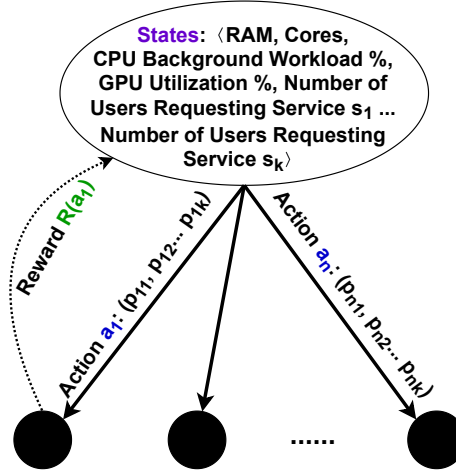 States: ⟨RAM, Cores,
CPU Background Workload %,
GPU Utilization %, Number of
Users Requesting Service s₁ ...
Number of Users Requesting
Service sₖ⟩
Reward R(a₁)
Action a₁: (p₁₁, p₁₂... p₁ₖ)
Action aₙ: (pₙ₁, pₙ₂... pₙₖ)
......